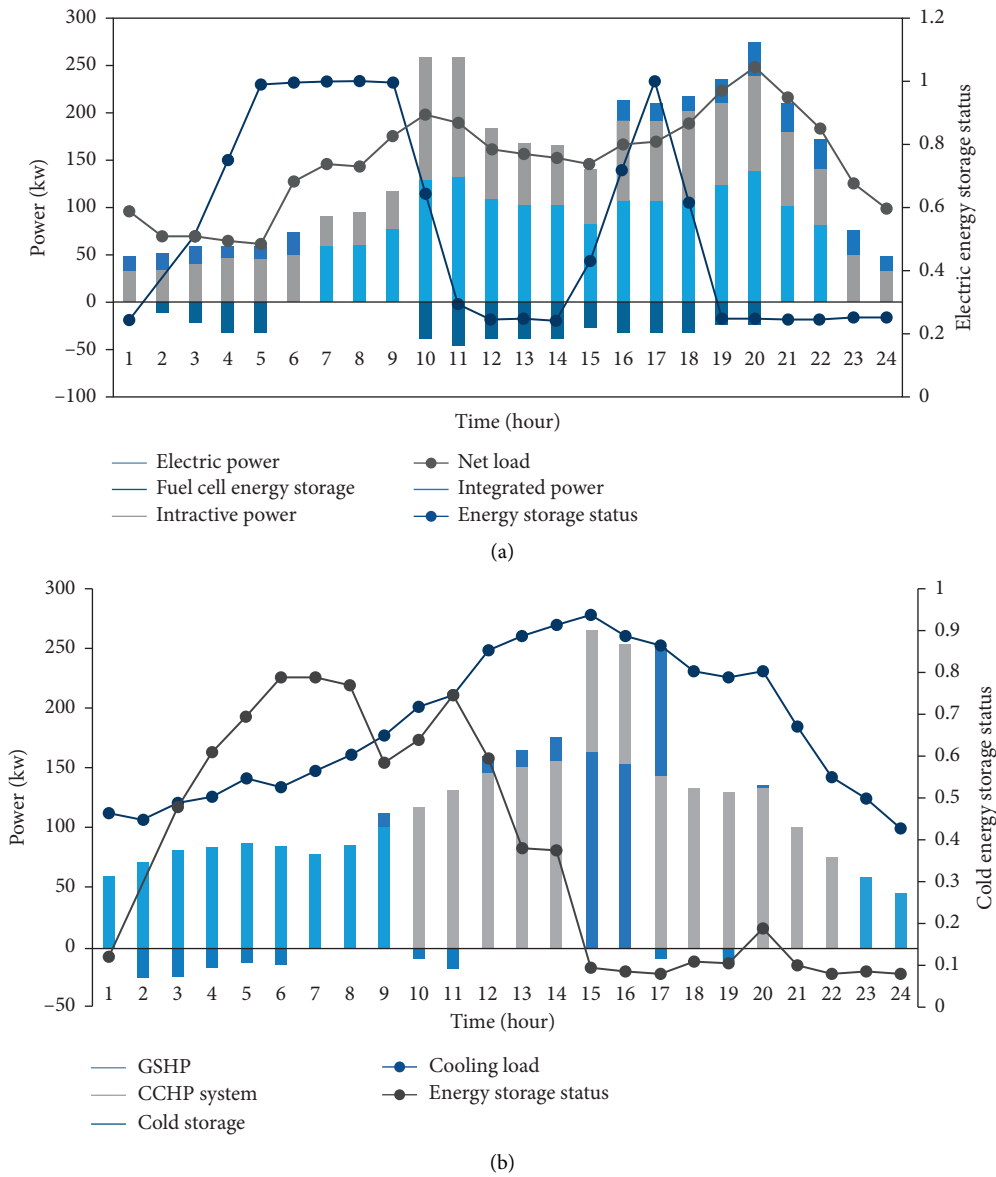 300
250
200
150
100
50
0
−50
−100
Power (kw)
1.2
1
0.8
0.6
0.4
0.2
0
Electric energy storage status
1 2 3 4 5 6 7 8 9 10 11 12 13 14 15 16 17 18 19 20 21 22 23 24
Time (hour)
Electric power
Fuel cell energy storage
Intractive power
Net load
Integrated power
Energy storage status
(a)
300
250
200
150
100
50
0
−50
Power (kw)
1
0.9
0.8
0.7
0.6
0.5
0.4
0.3
0.2
0.1
0
Cold energy storage status
1 2 3 4 5 6 7 8 9 10 11 12 13 14 15 16 17 18 19 20 21 22 23 24
Time (hour)
GSHP
CCHP system
Cold storage
Cooling load
Energy storage status
(b)